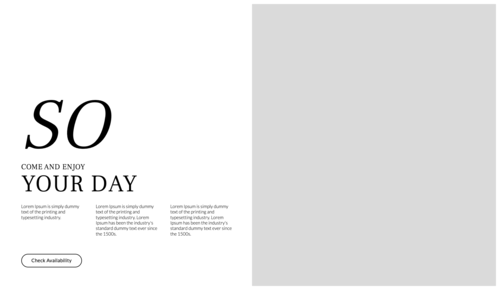 SO
COME AND ENJOY
YOUR DAY
Lorem Ipsum is simply dummy
text of the printing and
typesetting industry.
Lorem Ipsum is simply dummy
text of the printing and
typesetting industry. Lorem
Ipsum has been the industry's
standard dummy text ever since
the 1500s.
Lorem Ipsum is simply dummy
text of the printing and
typesetting industry. Lorem
Ipsum has been the industry's
standard dummy text ever since
the 1500s.
Check Availability